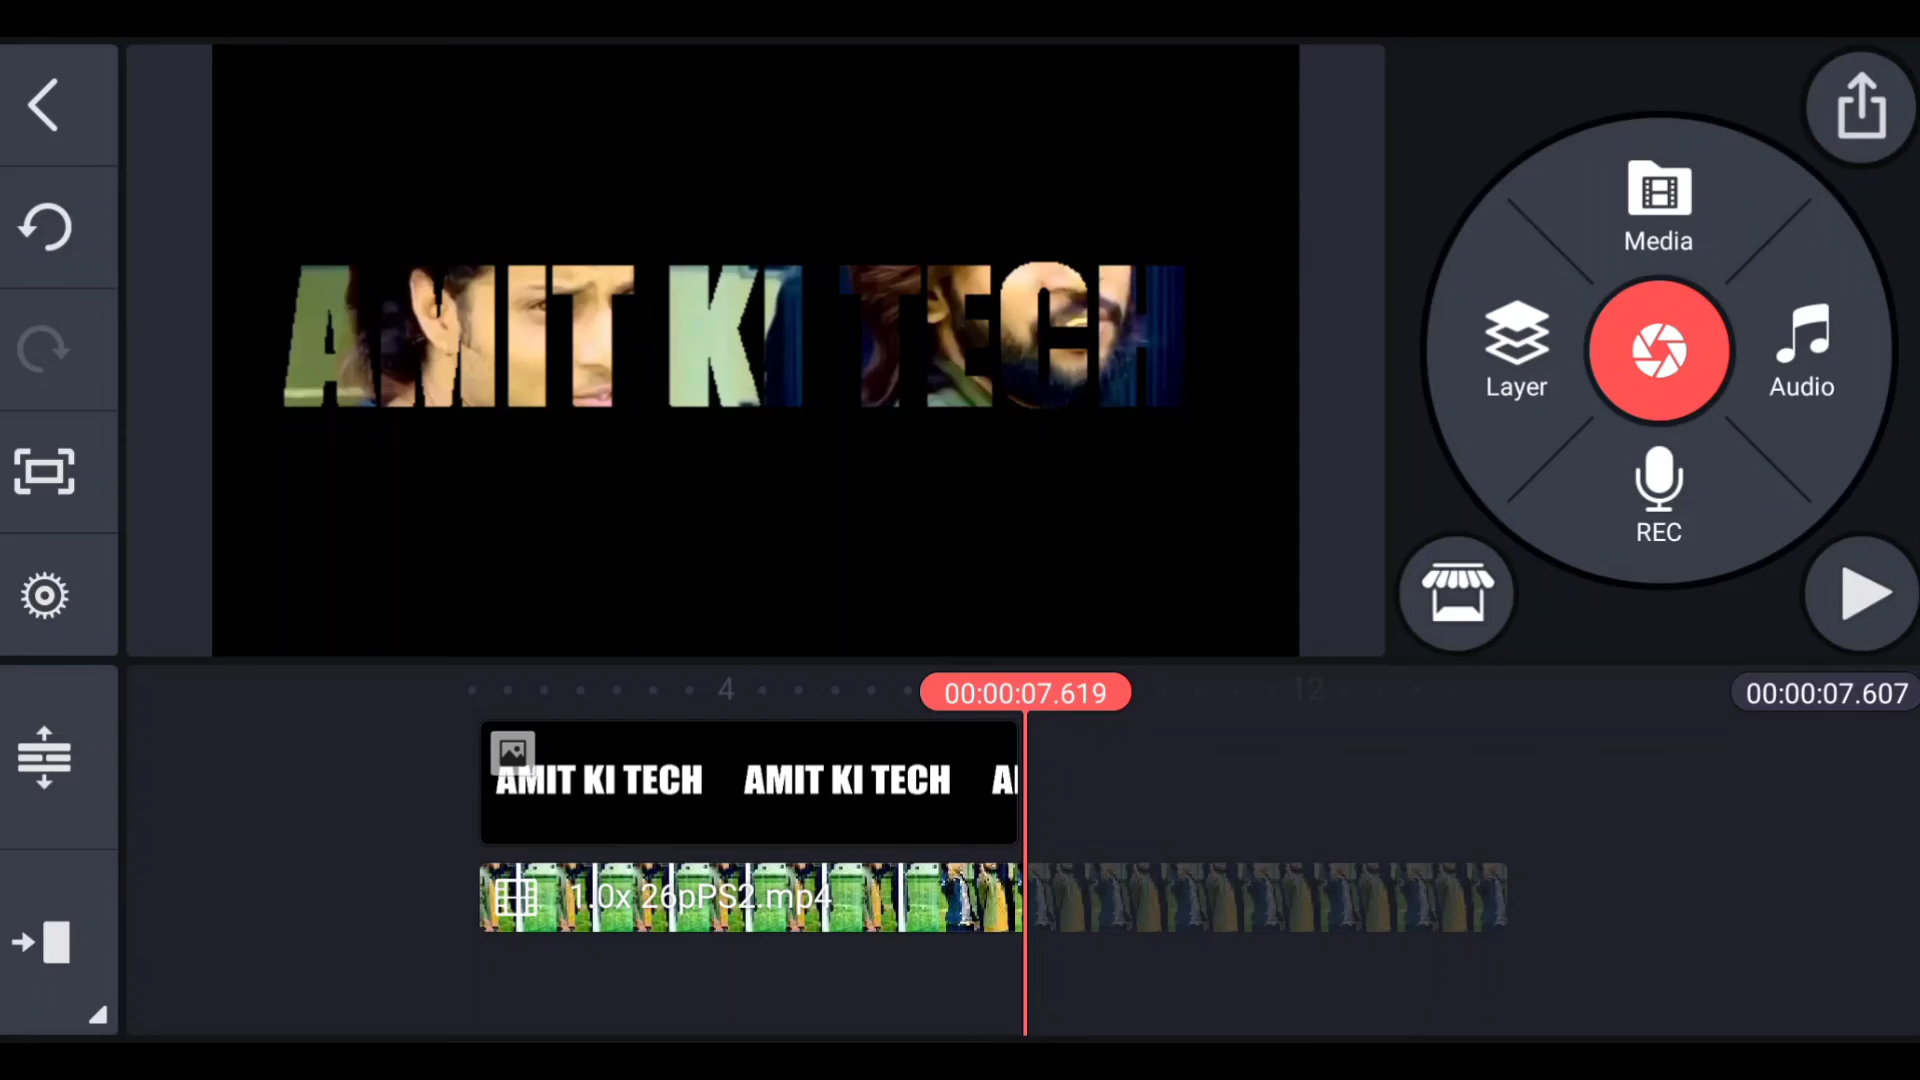 AMIT KI TECH
Media
Layer
Audio
REC
4
00:00:07.619
12
00:00:07.607
AMIT KI TECH AMIT KI TECH A
1.0x 26pPS2.mp4